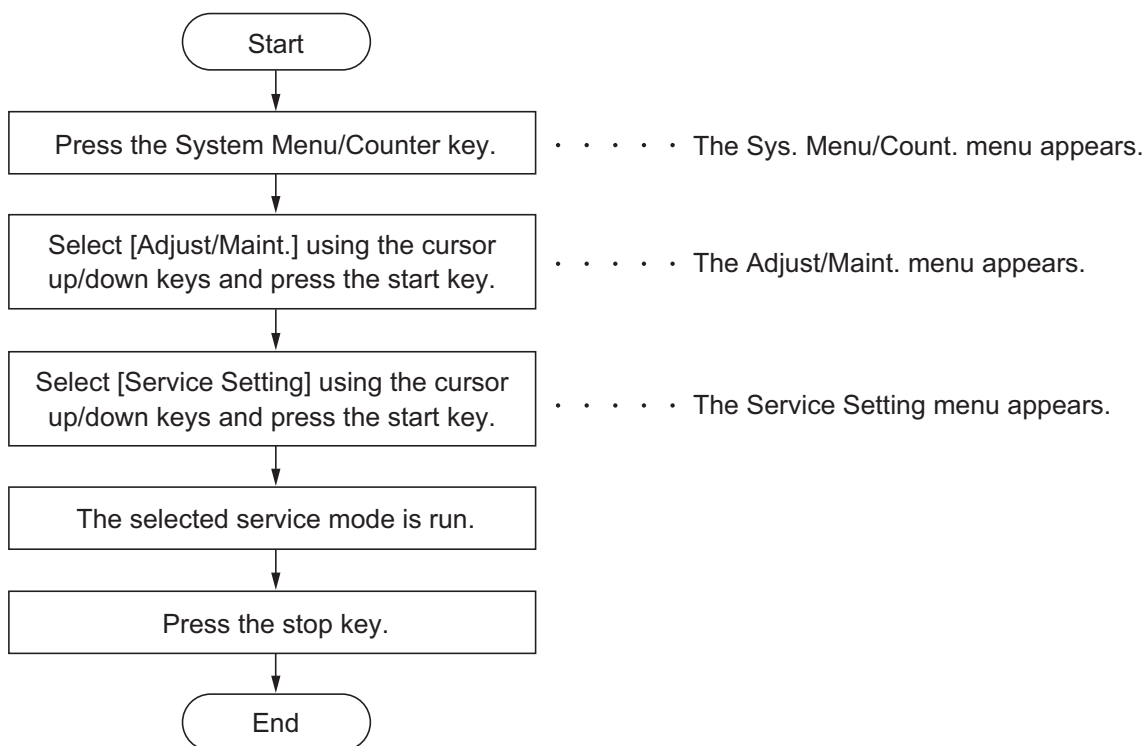 Start
Press the System Menu/Counter key.
· · · · · The Sys. Menu/Count. menu appears.
Select [Adjust/Maint.] using the cursor
up/down keys and press the start key.
· · · · · The Adjust/Maint. menu appears.
Select [Service Setting] using the cursor
up/down keys and press the start key.
· · · · · The Service Setting menu appears.
The selected service mode is run.
Press the stop key.
End